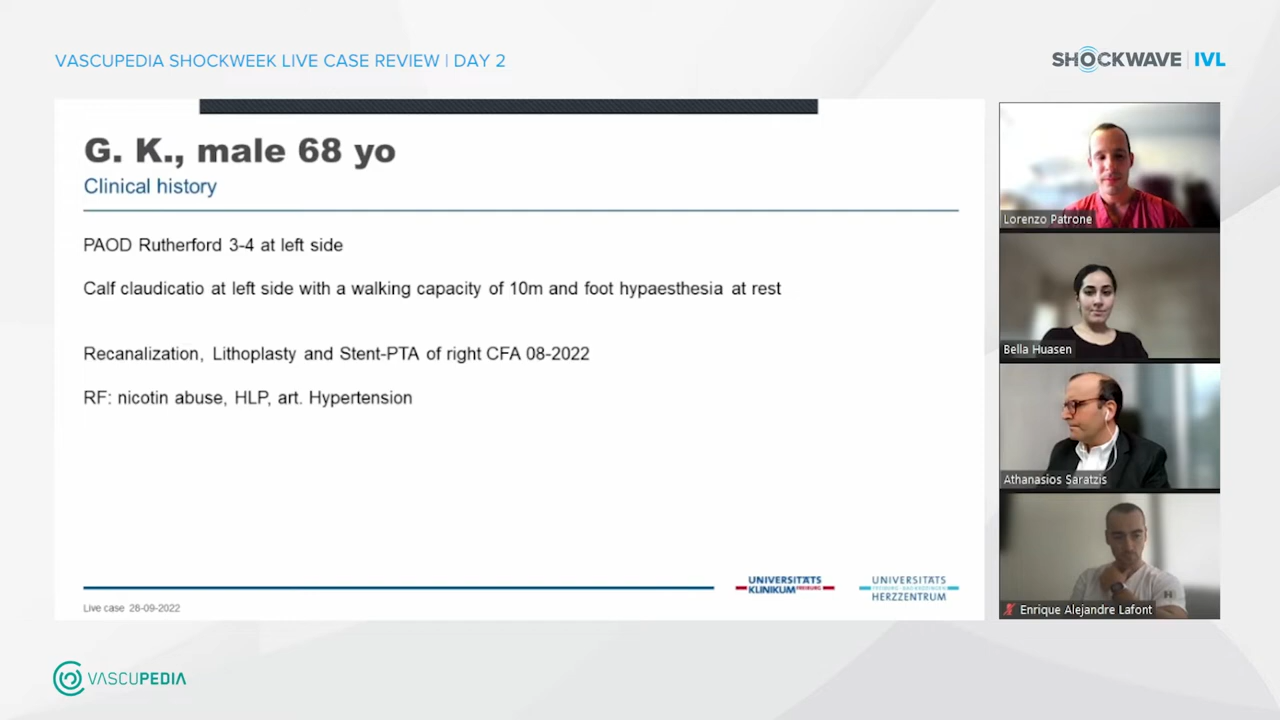 VASCUPEDIA SHOCKWEEK LIVE CASE REVIEW | DAY 2
SHOCKWAVE | IVL
G. K., male 68 yo
Clinical history
PAOD Rutherford 3-4 at left side
Calf claudicatio at left side with a walking capacity of 10m and foot hypaesthesia at rest
Recanalization, Lithoplasty and Stent-PTA of right CFA 08-2022
RF: nicotin abuse, HLP, art. Hypertension
UNIVERSITÄTS
KLINIKUM FREIBURG
UNIVERSITÄTS
HERZZENTRUM
Live case 28-09-2022
Lorenzo Patrone
Bella Huasen
Athanasios Saratzis
Enrique Alejandre Lafont
H
VASCUPEDIA